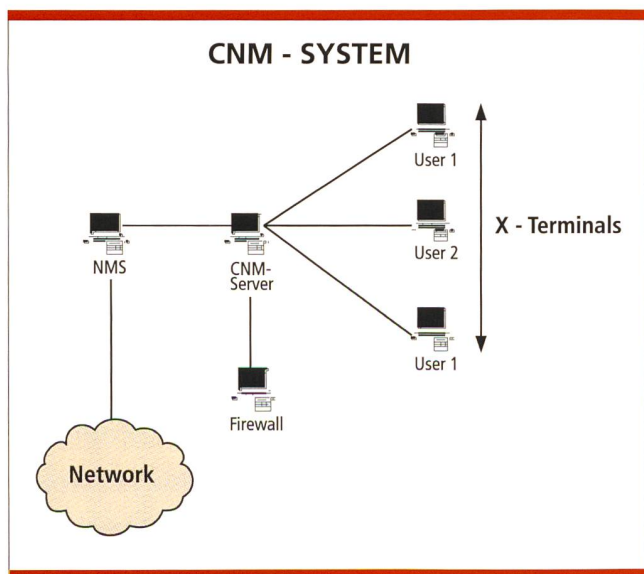 CNM - SYSTEM
User 1
X - Terminals
User 2
NMS
CNM-
Server
User 1
Firewall
Network